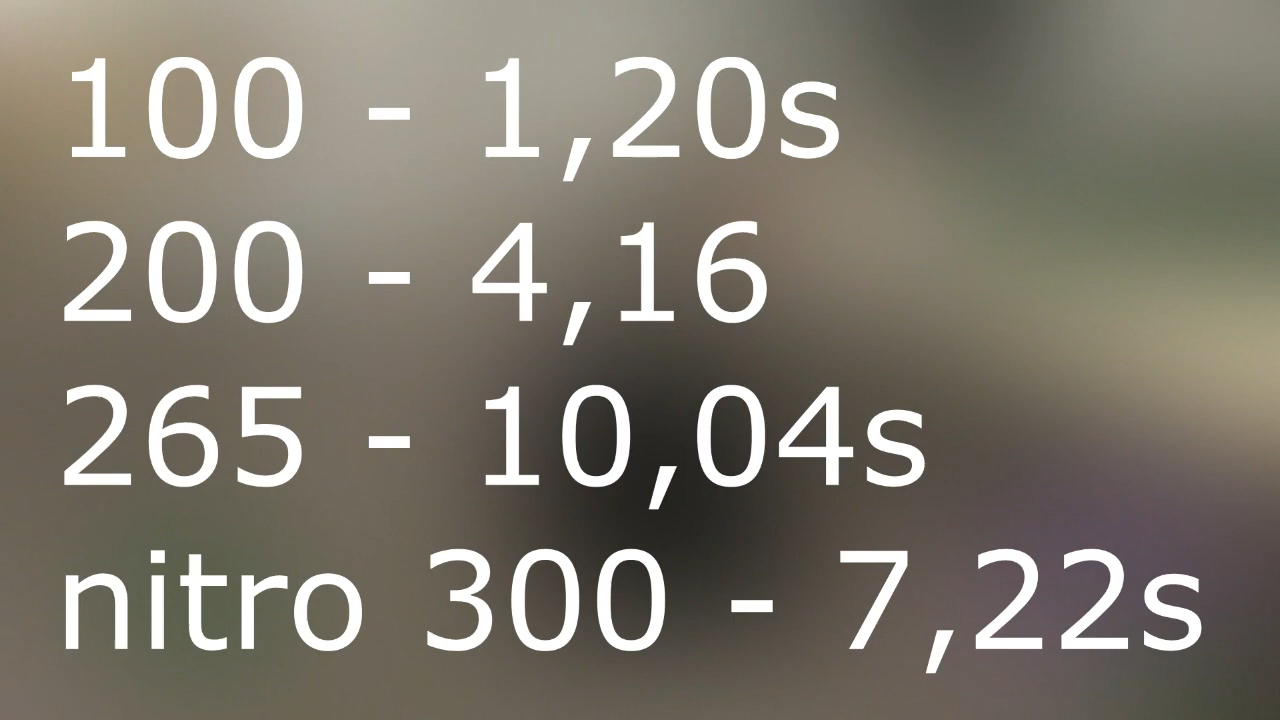 100 - 1,20s
200 - 4,16
265 - 10,04s
nitro 300 - 7,22s